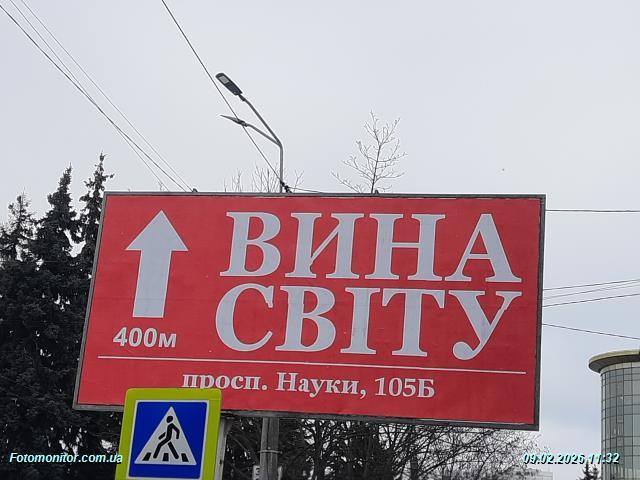 ВИНА
СВІТУ
400м
просп. Науки, 105Б
Fotomonitor.com.ua
09.02.2026 11:32